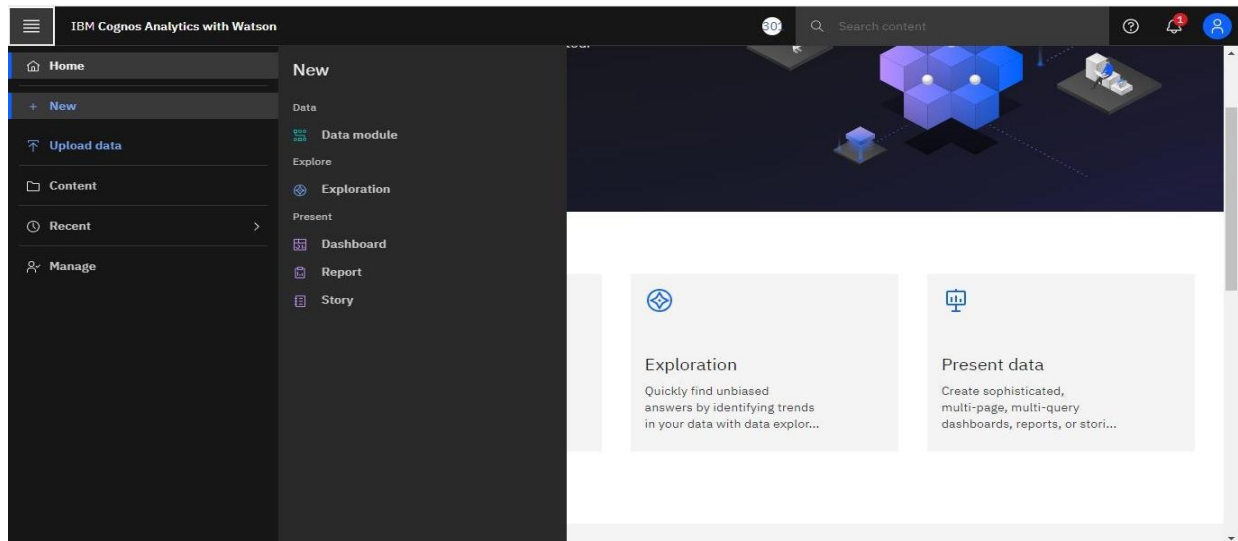 IBM Cognos Analytics with Watson
301
Search content
1
Home
New
Upload data
Content
Recent
Manage
New
Data
Data module
Explore
Exploration
Present
Dashboard
Report
Story
Exploration
Quickly find unbiased
answers by identifying trends
in your data with data explor...
Present data
Create sophisticated,
multi-page, multi-query
dashboards, reports, or stori...